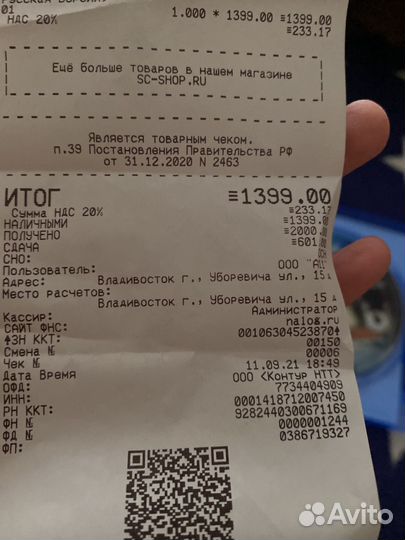 01
НДС 20%
1.000 * 1399.00 ≡1399.00
≡233.17
Ещё больше товаров в нашем магазине
SC-SHOP.RU
Является товарным чеком.
п.39 Постановления Правительства РФ
от 31.12.2020 N 2463
ИТОГ ≡1399.00
Сумма НДС 20% ≡233.17
НАЛИЧНЫМИ ≡1399.00
ПОЛУЧЕНО ≡2000.00
СДАЧА ≡601.00
СНО: ОСН
Пользователь: ООО "АЦ"
Адрес: Владивосток г., Уборевича ул., 15 д
Место расчетов:
Владивосток г., Уборевича ул., 15 д
Кассир: Администратор
САЙТ ФНС: nalog.ru
ЗН ККТ: 00106304523870
Смена № 00150
Чек № 00006
Дата Время 11.09.21 18:49
ОФД: ООО <Контур НТТ>
ИНН: 7734404909
РН ККТ: 0001418712007450
ФН № 9282440300671169
ФД № 0000001244
ФП: 0386719327
Avito